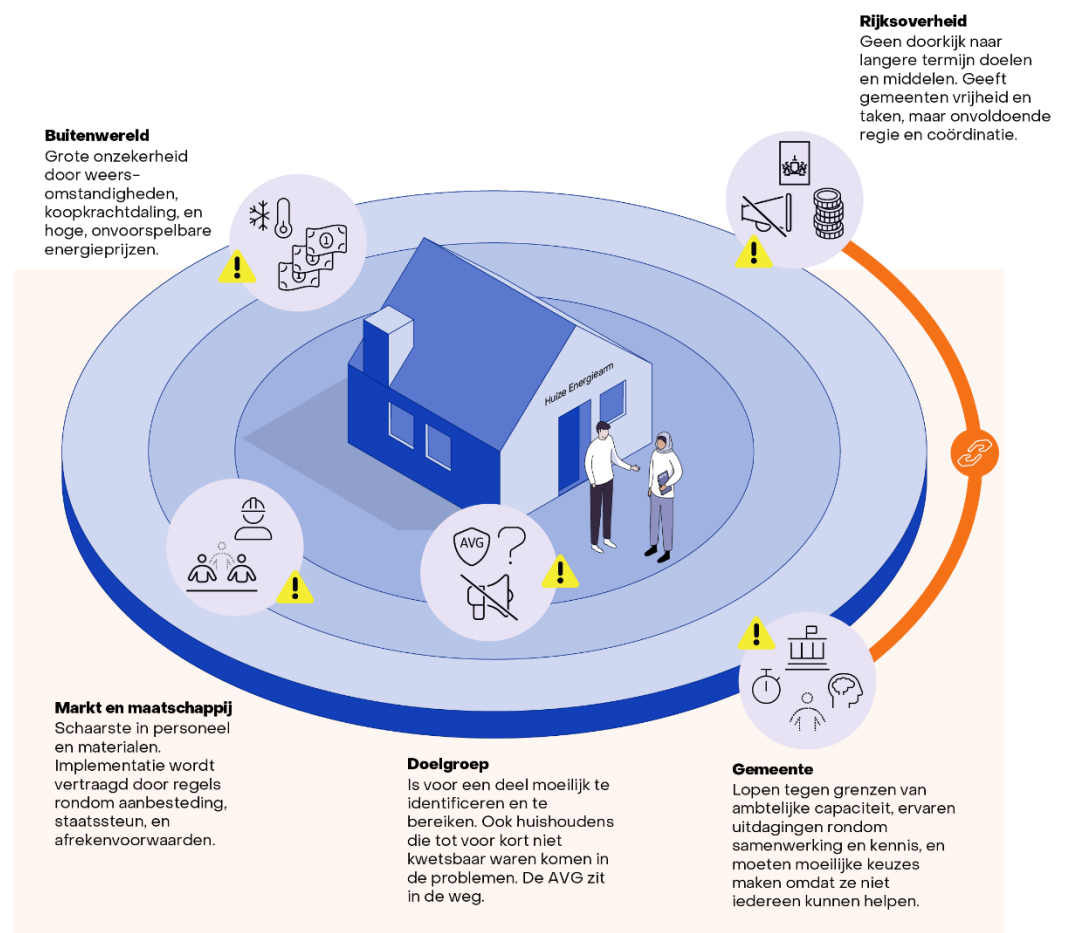 Rijksoverheid
Geen doorkijk naar
langere termijn doelen
en middelen. Geeft
gemeenten vrijheid en
taken, maar onvoldoende
regie en coördinatie.
Buitenwereld
Grote onzekerheid
door weers-
omstandigheden,
koopkrachtdaling, en
hoge, onvoorspelbare
energieprijzen.
1
Huize Energiearm
AVG
Markt en maatschappij
Schaarste in personeel
en materialen.
Implementatie wordt
vertraagd door regels
rondom aanbesteding,
staatssteun, en
afrekenvoorwaarden.
Doelgroep
Is voor een deel moeilijk te
identificeren en te
bereiken. Ook huishoudens
die tot voor kort niet
kwetsbaar waren komen in
de problemen. De AVG zit
in de weg.
Gemeente
Lopen tegen grenzen van
ambtelijke capaciteit, ervaren
uitdagingen rondom
samenwerking en kennis, en
moeten moeilijke keuzes
maken omdat ze niet
iedereen kunnen helpen.